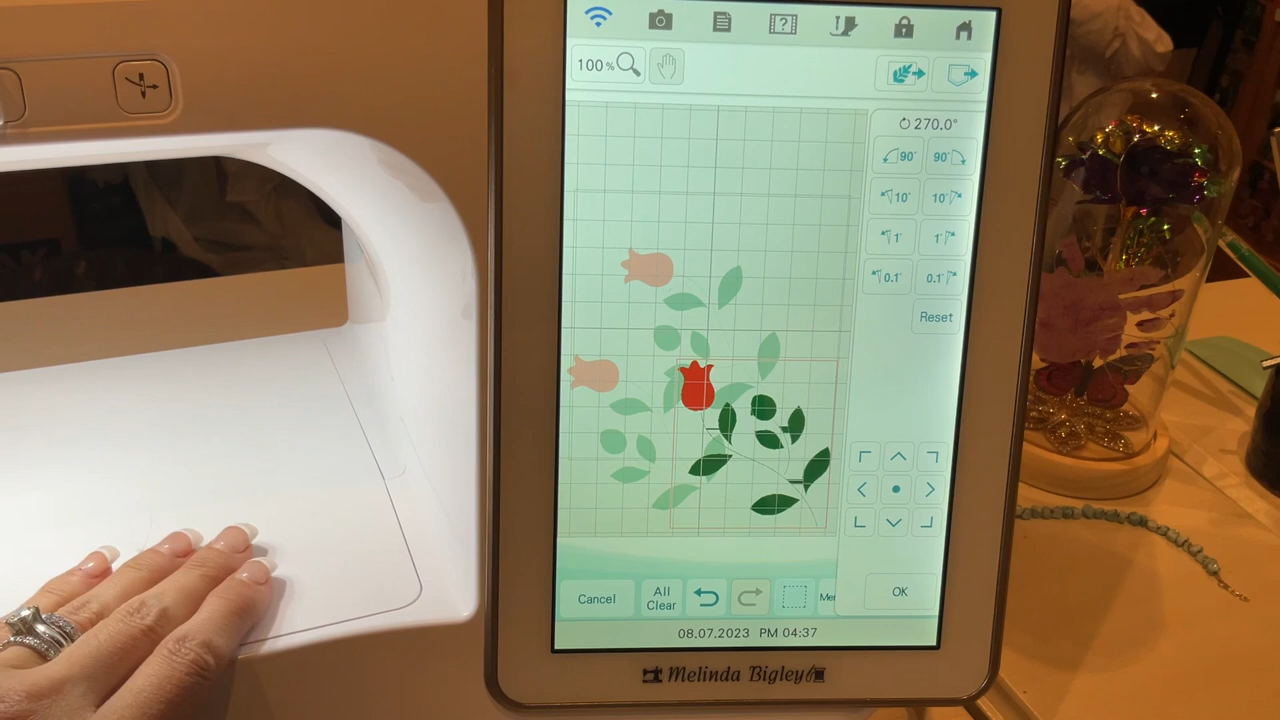 100%
?
270.0°
90° 90°
10° 10°
1° 1°
0.1° 0.1°
Reset
Cancel
All
Clear
OK
08.07.2023 PM 04:37
Melinda Bigley